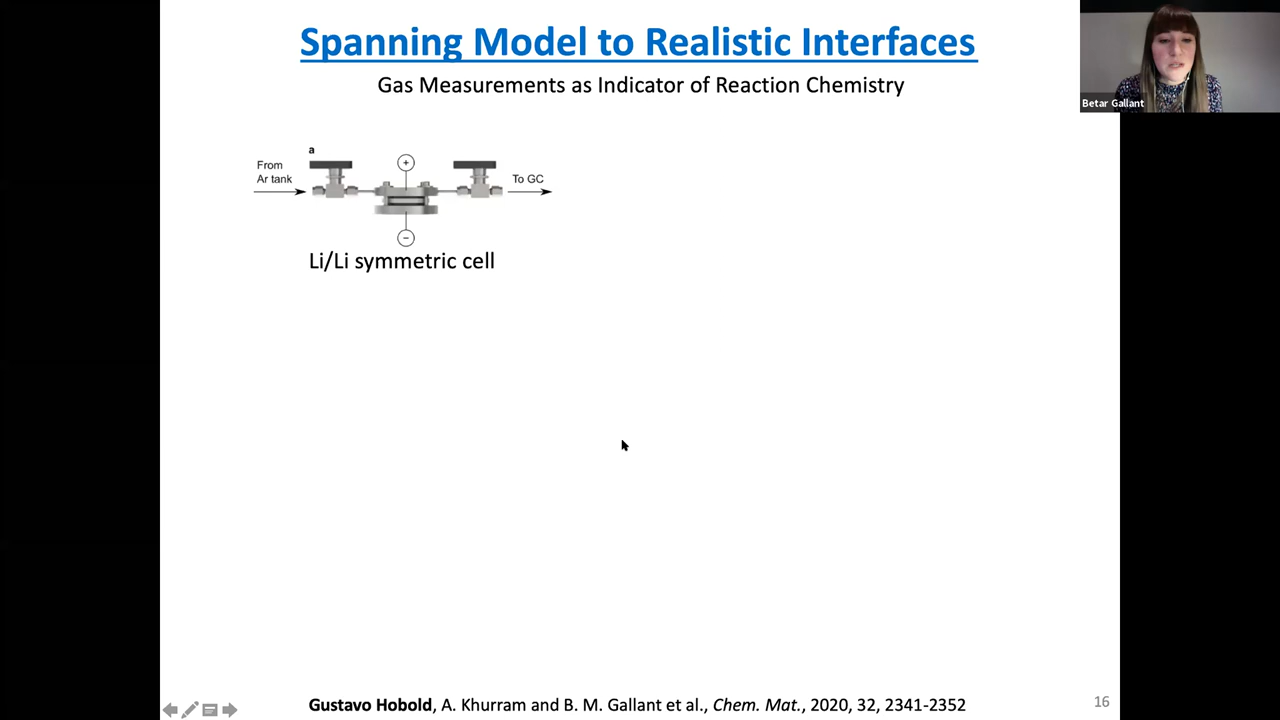 Spanning Model to Realistic Interfaces
Gas Measurements as Indicator of Reaction Chemistry
Betar Gallant
a
From
Ar tank
+
To GC
−
Li/Li symmetric cell
Gustavo Hobold, A. Khurram and B. M. Gallant et al., Chem. Mat., 2020, 32, 2341-2352
16